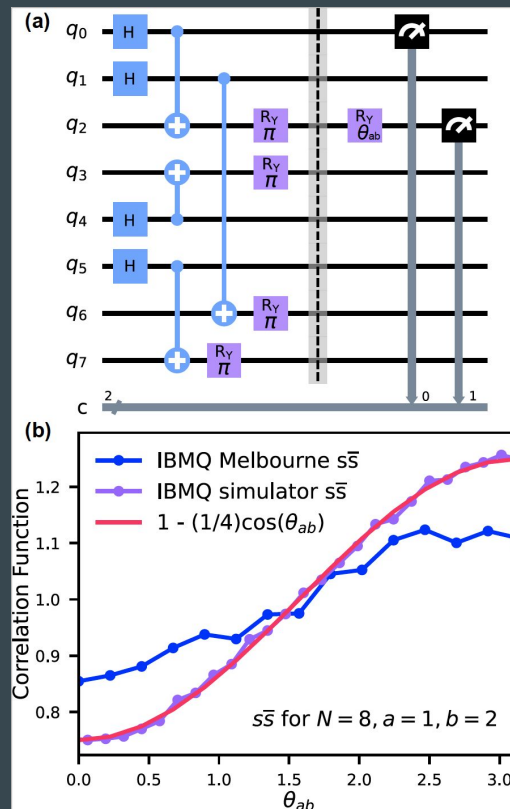 (a)
q0 H
q1 H
q2 RY π RY θab
q3 RY π
q4 H
q5 H
q6 RY π
q7 RY π
c 2 0 1
(b)
IBMQ Melbourne ss̅
IBMQ simulator ss̅
1 - (1/4)cos(θab)
1.2
1.1
1.0
0.9
0.8
Correlation Function
ss̅ for N = 8, a = 1, b = 2
0.0 0.5 1.0 1.5 2.0 2.5 3.0
θab